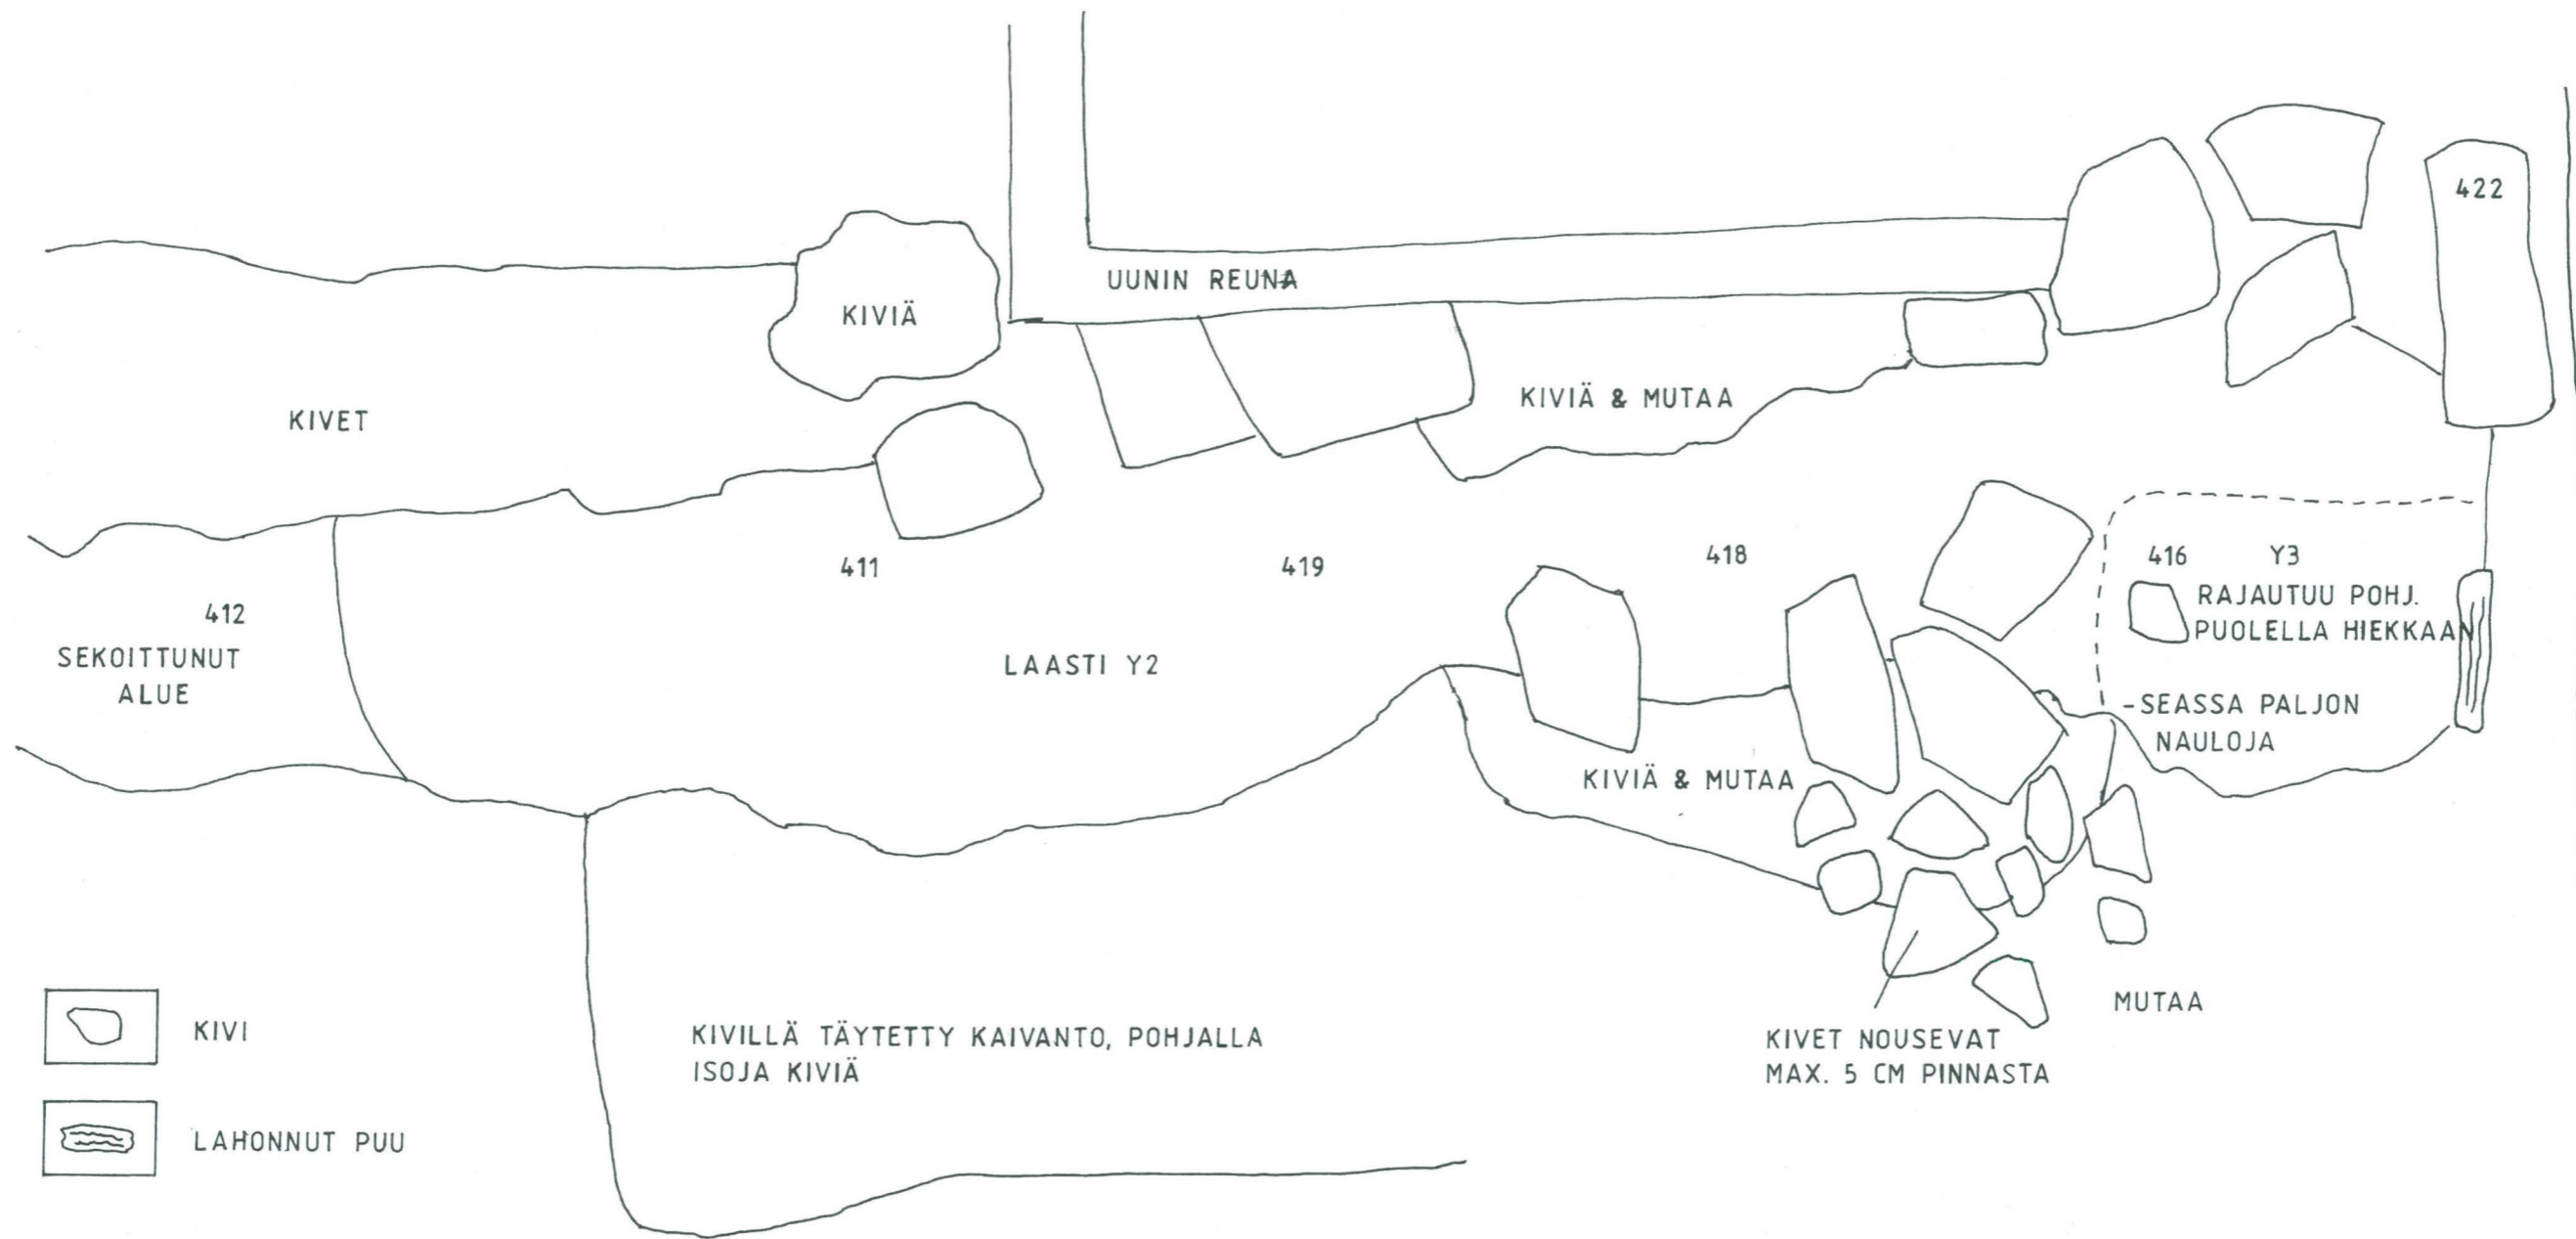 422
UUNIN REUNA
KIVIÄ
KIVIÄ & MUTAA
KIVET
418
416 Y3
411
419
RAJAUTUU POHJ.
PUOLELLA HIEKKAAN
412
SEKOITTUNUT
ALUE
LAASTI Y2
-SEASSA PALJON
NAULOJA
KIVIÄ & MUTAA
MUTAA
KIVI
KIVILLÄ TÄYTETTY KAIVANTO, POHJALLA
ISOJA KIVIÄ
KIVET NOUSEVAT
MAX. 5 CM PINNASTA
LAHONNUT PUU